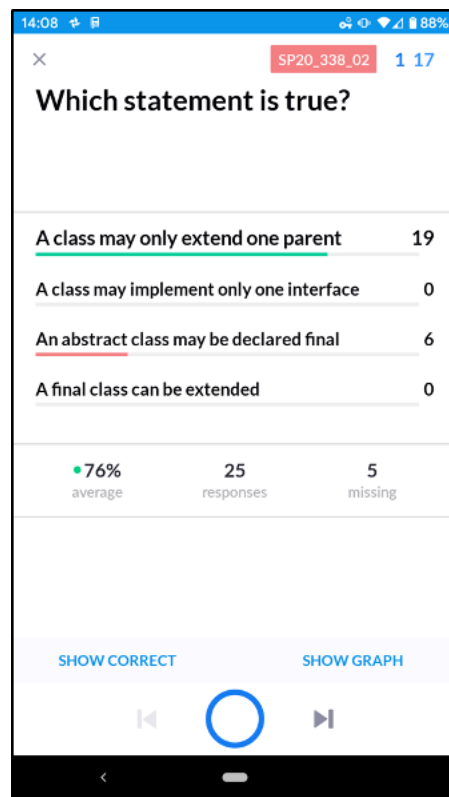 14:08 88%
SP20_338_02 1 17
Which statement is true?
A class may only extend one parent 19
A class may implement only one interface 0
An abstract class may be declared final 6
A final class can be extended 0
76% 25 5
average responses missing
SHOW CORRECT SHOW GRAPH